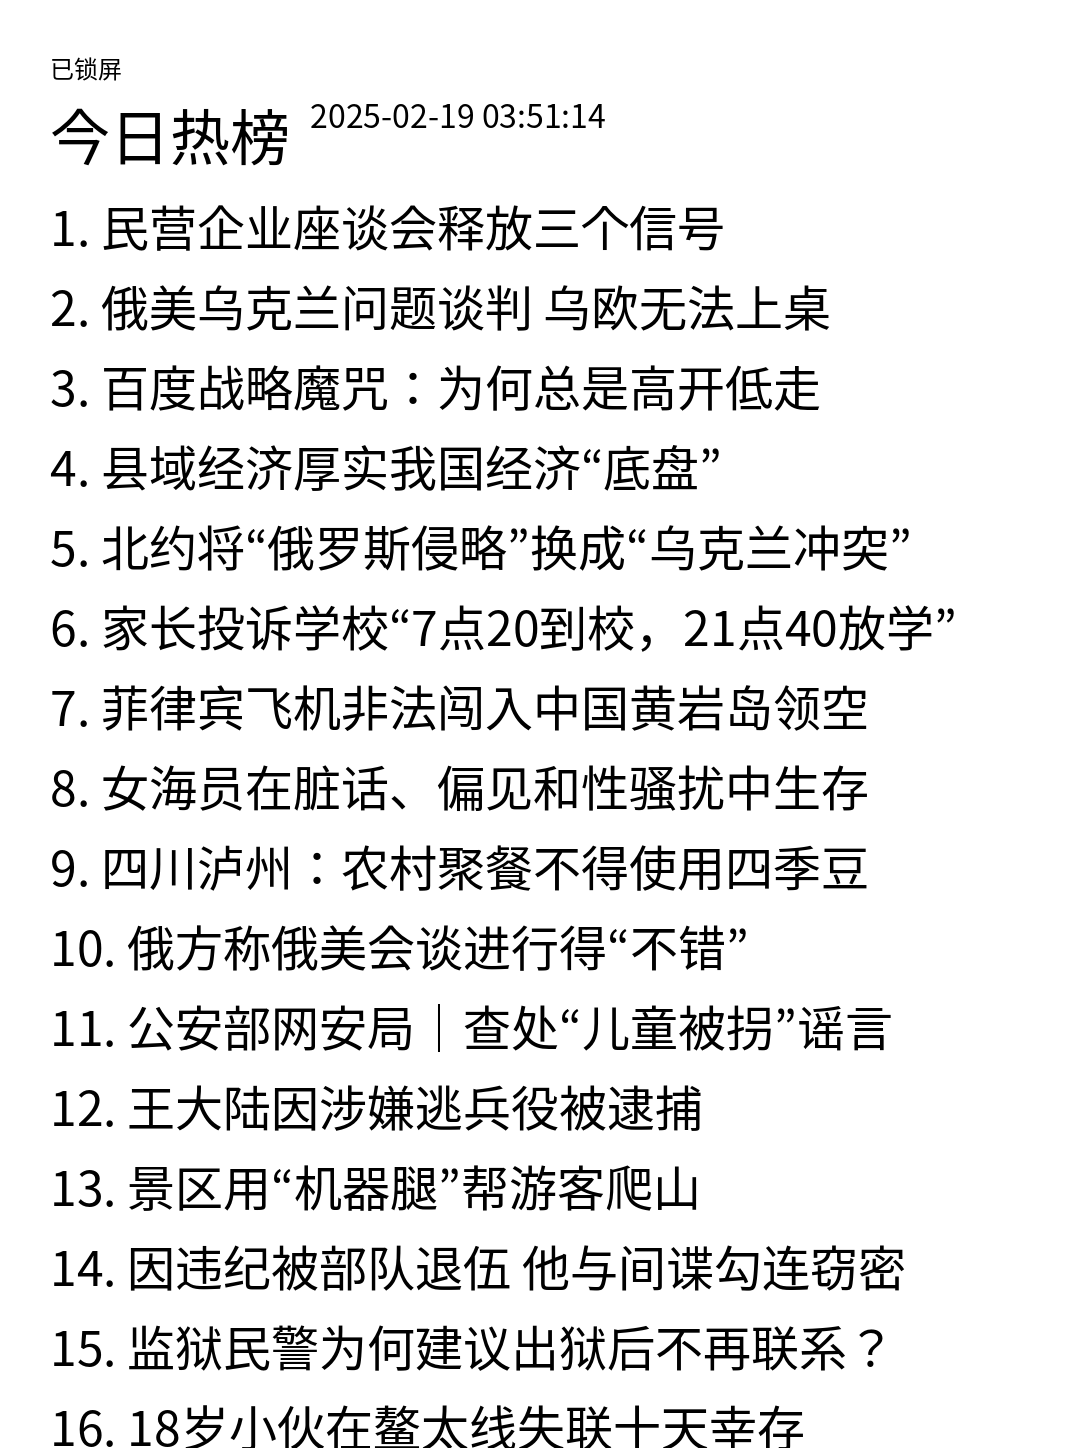 已锁屏
今日热榜 2025-02-19 03:51:14
1. 民营企业座谈会释放三个信号
2. 俄美乌克兰问题谈判 乌欧无法上桌
3. 百度战略魔咒：为何总是高开低走
4. 县域经济厚实我国经济“底盘”
5. 北约将“俄罗斯侵略”换成“乌克兰冲突”
6. 家长投诉学校“7点20到校，21点40放学”
7. 菲律宾飞机非法闯入中国黄岩岛领空
8. 女海员在脏话、偏见和性骚扰中生存
9. 四川泸州：农村聚餐不得使用四季豆
10. 俄方称俄美会谈进行得“不错”
11. 公安部网安局｜查处“儿童被拐”谣言
12. 王大陆因涉嫌逃兵役被逮捕
13. 景区用“机器腿”帮游客爬山
14. 因违纪被部队退伍 他与间谍勾连窃密
15. 监狱民警为何建议出狱后不再联系？
16. 18岁小伙在鳌太线失联十天幸存